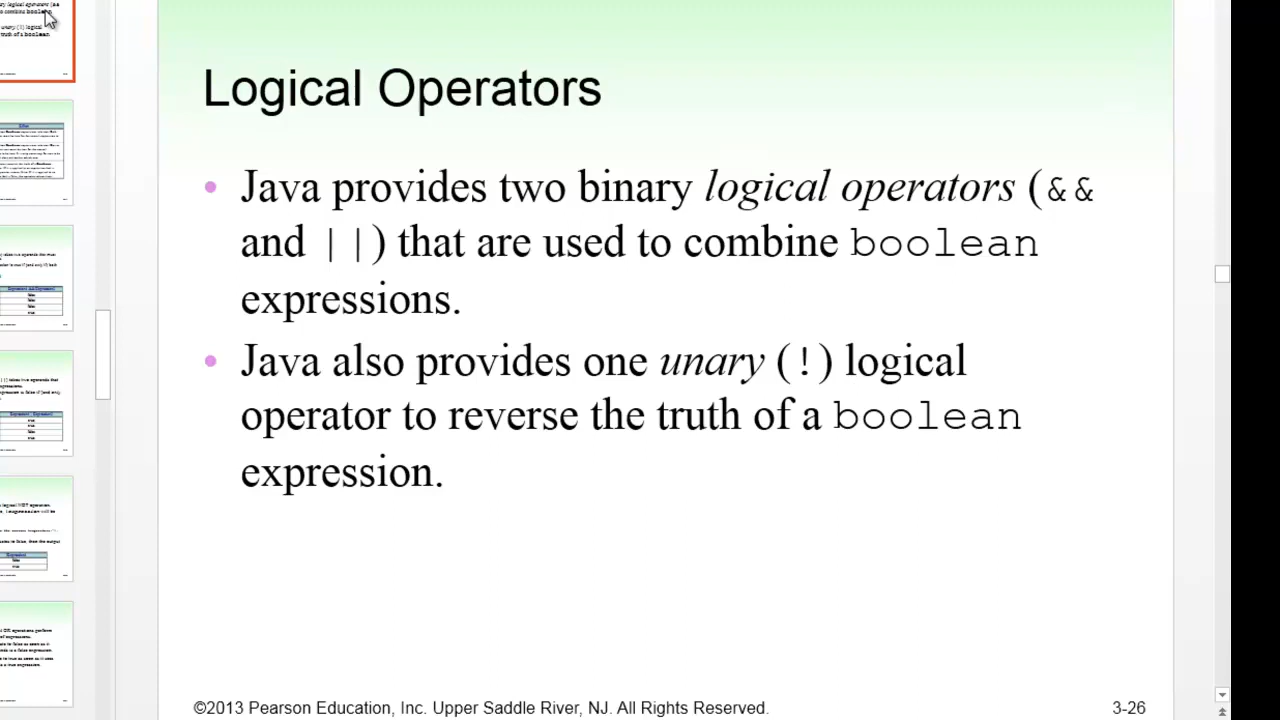 Logical Operators
• Java provides two binary logical operators (&&
and ||) that are used to combine boolean
expressions.
• Java also provides one unary (!) logical
operator to reverse the truth of a boolean
expression.
©2013 Pearson Education, Inc. Upper Saddle River, NJ. All Rights Reserved.
3-26